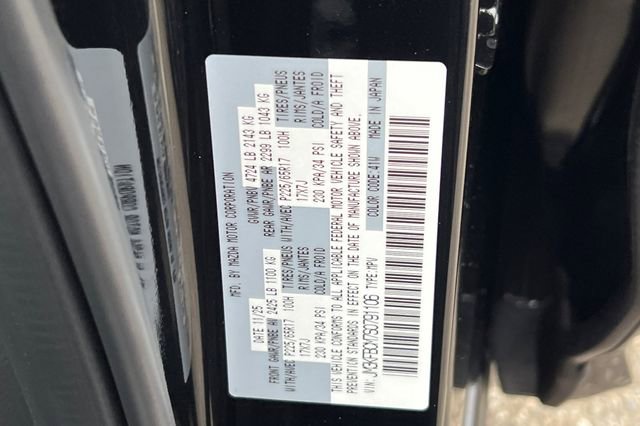 MFD. BY MAZDA MOTOR CORPORATION
DATE 11/25 GVWR/PNBV 4724 LB 2143 KG
FRONT GAWR/PNBE AV 2425 LB 1100 KG REAR GAWR/PNBE AR 2299 LB 1043 KG
TIRES/PNEUS TIRES/PNEUS
WITH/AVEC P225/65R17 100H RIMS/JANTES WITH/AVEC P225/65R17 100H RIMS/JANTES
17X7J COLD/A FROID 17X7J COLD/A FROID
230 KPA/34 PSI 230 KPA/34 PSI
THIS VEHICLE CONFORMS TO ALL APPLICABLE FEDERAL MOTOR VEHICLE SAFETY AND THEFT
PREVENTION STANDARDS IN EFFECT ON THE DATE OF MANUFACTURE SHOWN ABOVE.
VIN: TYPE:MPV COLOR CODE:41W MADE IN JAPAN